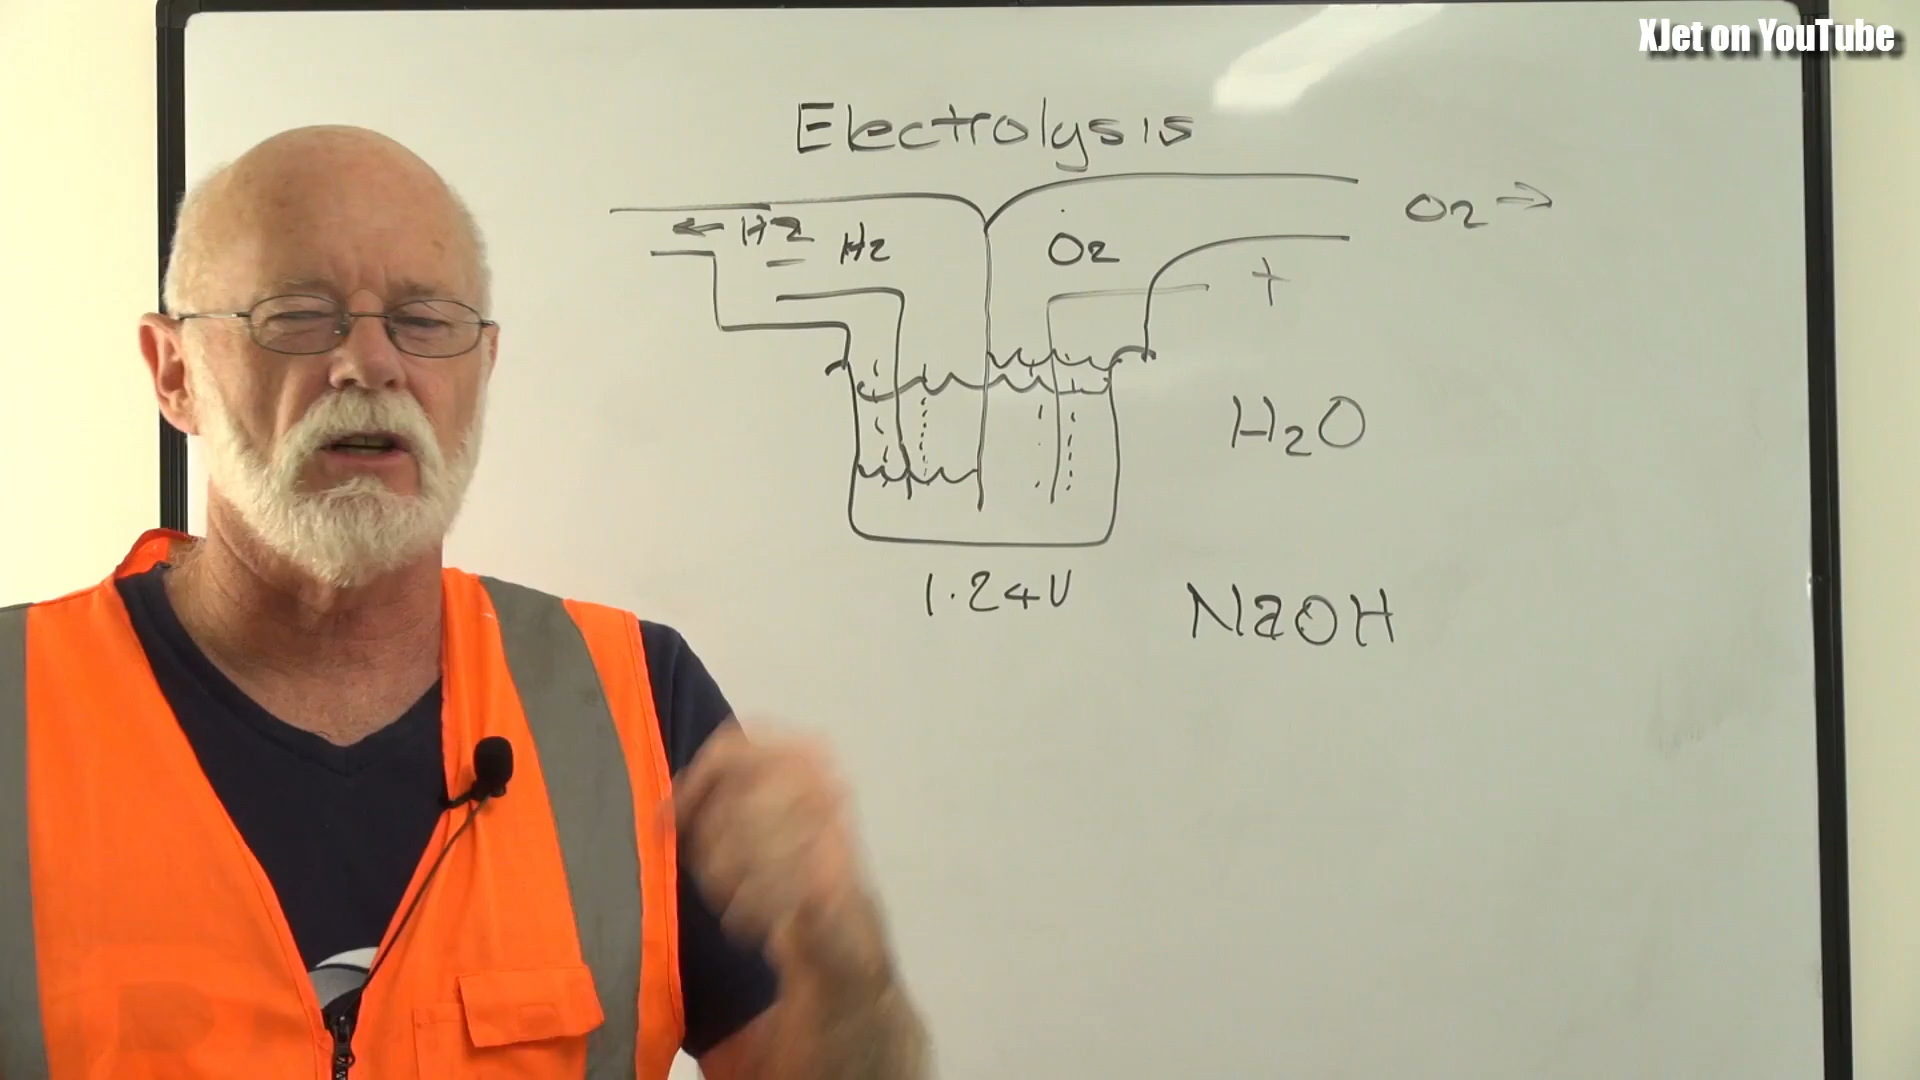 XJet on YouTube
Electrolysis
← H2
H2
O2
O2 →
−
+
H2O
1.24V
NaOH